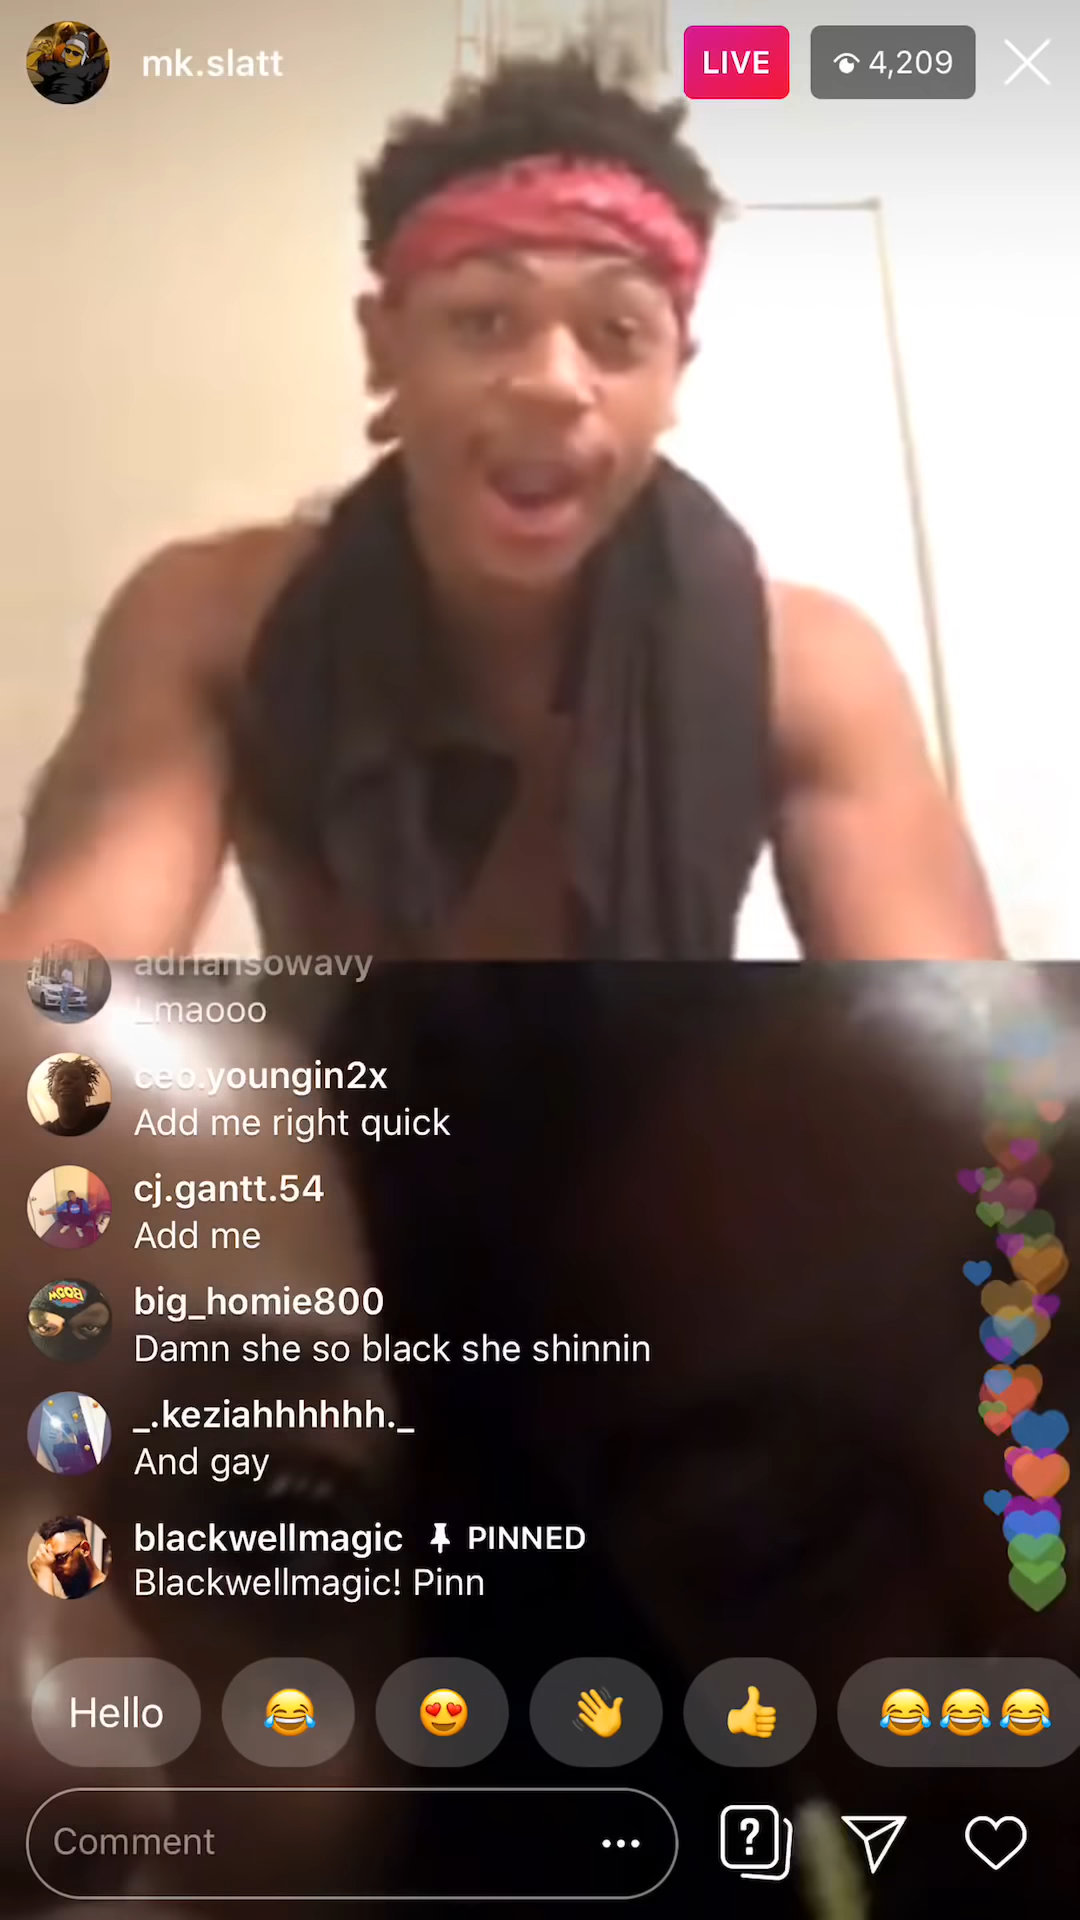 mk.slatt
LIVE
4,209
adriansowavy
Lmaooo
ceo.youngin2x
Add me right quick
cj.gantt.54
Add me
big_homie800
Damn she so black she shinnin
_.keziahhhhhh._
And gay
blackwellmagic PINNED
Blackwellmagic! Pinn
Hello
Comment